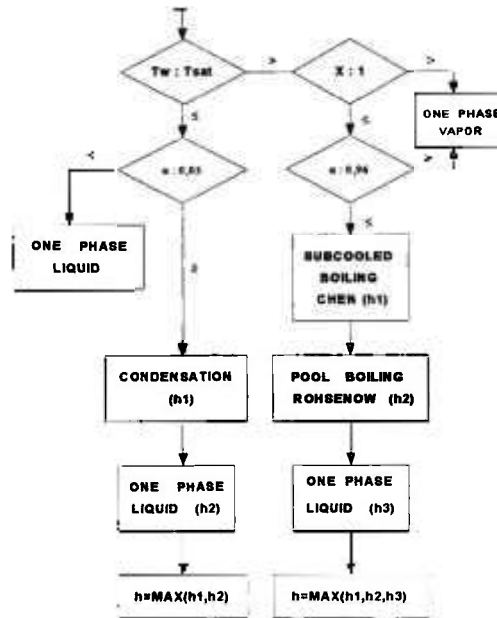 Tw : Tsat
>
X : 1
>
ONE PHASE
VAPOR
≤
≤
<
α : 0,05
α : 0,96
>
ONE PHASE
LIQUID
≥
≤
SUBCOOLED
BOILING
CHEN (h1)
CONDENSATION
(h1)
POOL BOILING
ROHSENOW (h2)
ONE PHASE
LIQUID (h2)
ONE PHASE
LIQUID (h3)
h=MAX(h1,h2)
h=MAX(h1,h2,h3)